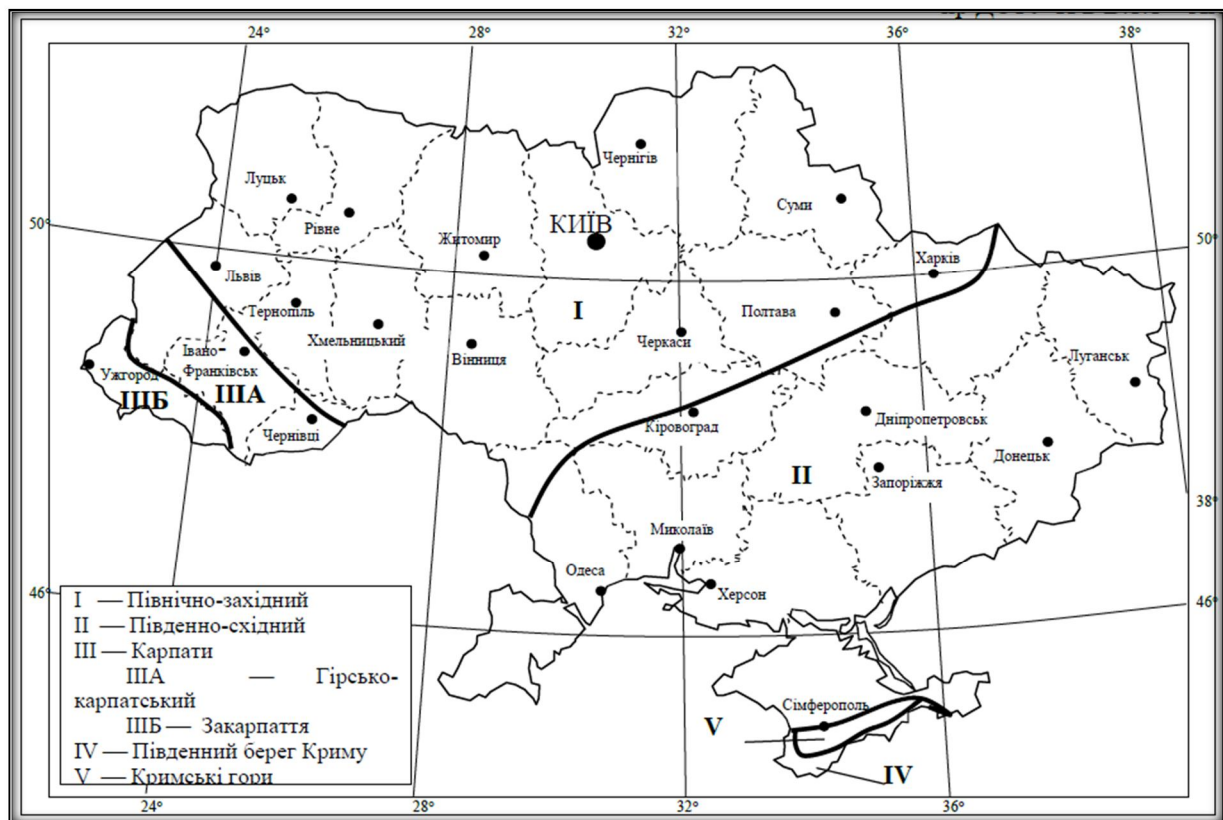 24°
28°
32°
36°
38°
Чернігів
Луцьк
Суми
Рівне
КИЇВ
50°
Житомир
50°
Харків
Львів
Тернопіль
I
Полтава
Хмельницький
Черкаси
Вінниця
Івано–
Франківськ
Луганськ
Ужгород
ІІІБ
ІІІА
Чернівці
Кіровоград
Дніпропетровськ
Донецьк
II
Запоріжжя
38°
Миколаїв
Одеса
Херсон
46°
46°
I — Північно-західний
II — Південно-східний
III — Карпати
ІІІА — Гірсько-
карпатський
ІІІБ — Закарпаття
IV — Південний берег Криму
V — Кримські гори
Сімферополь
V
IV
24°
28°
32°
36°